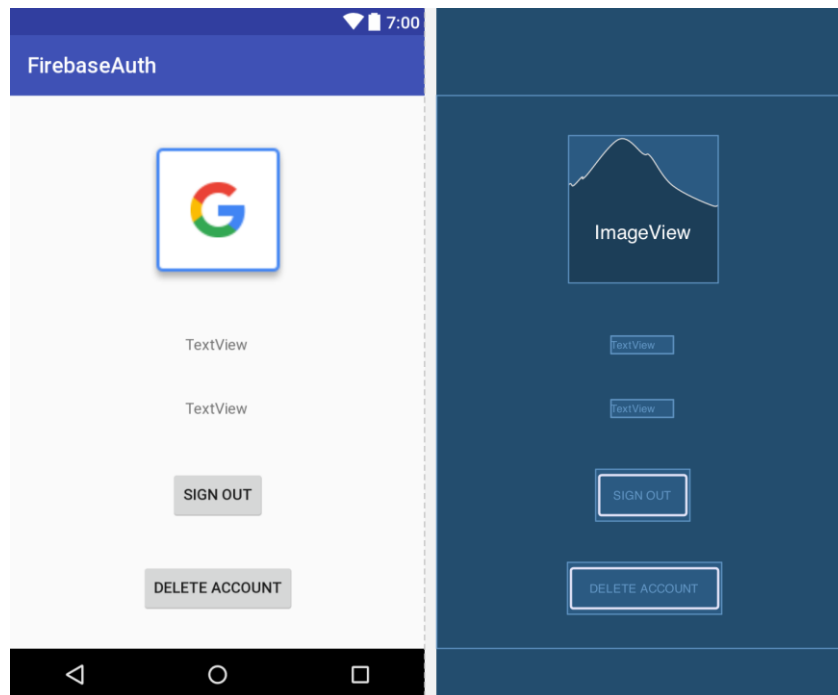 7:00
FirebaseAuth
G
TextView
TextView
SIGN OUT
DELETE ACCOUNT
ImageView
TextView
TextView
SIGN OUT
DELETE ACCOUNT